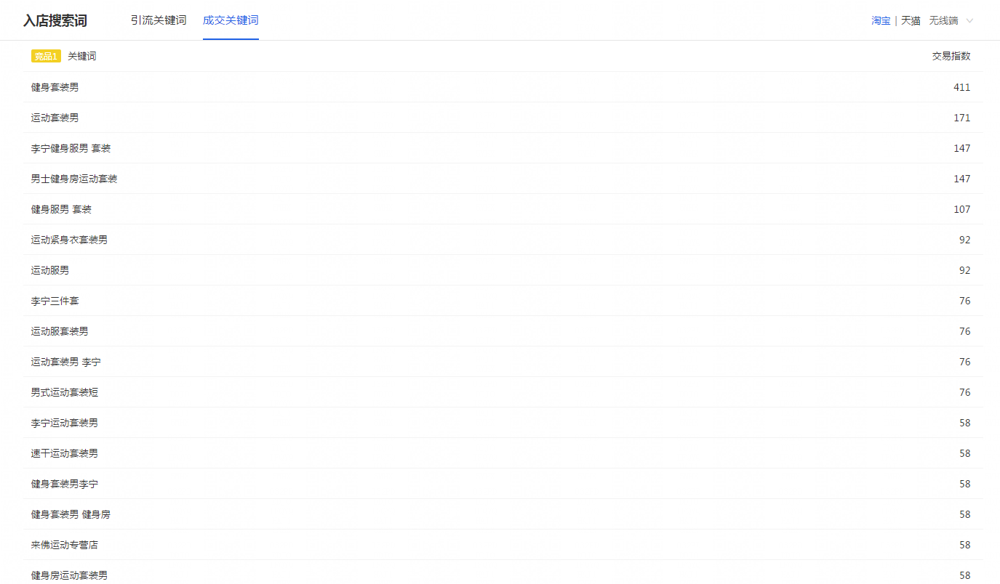 入店搜索词 引流关键词 成交关键词 淘宝 | 天猫 无线端
竞品1 关键词 交易指数
健身套装男 411
运动套装男 171
李宁健身服男 套装 147
男士健身房运动套装 147
健身服男 套装 107
运动紧身衣套装男 92
运动服男 92
李宁三件套 76
运动服套装男 76
运动套装男 李宁 76
男式运动套装短 76
李宁运动套装男 58
速干运动套装男 58
健身套装男李宁 58
健身套装男 健身房 58
来佛运动专营店 58
健身房运动套装男 58